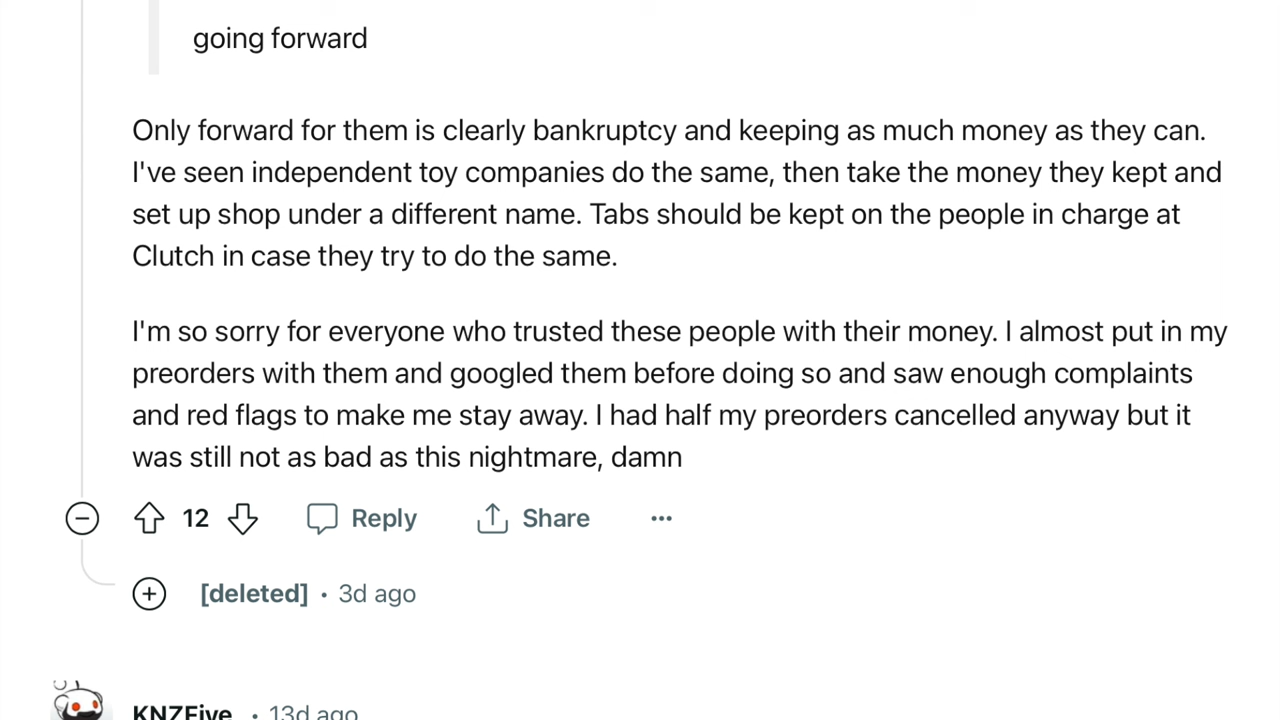 going forward
Only forward for them is clearly bankruptcy and keeping as much money as they can.
I've seen independent toy companies do the same, then take the money they kept and
set up shop under a different name. Tabs should be kept on the people in charge at
Clutch in case they try to do the same.
I'm so sorry for everyone who trusted these people with their money. I almost put in my
preorders with them and googled them before doing so and saw enough complaints
and red flags to make me stay away. I had half my preorders cancelled anyway but it
was still not as bad as this nightmare, damn
12 Reply Share ...
[deleted] • 3d ago
KNZFive • 13d ago